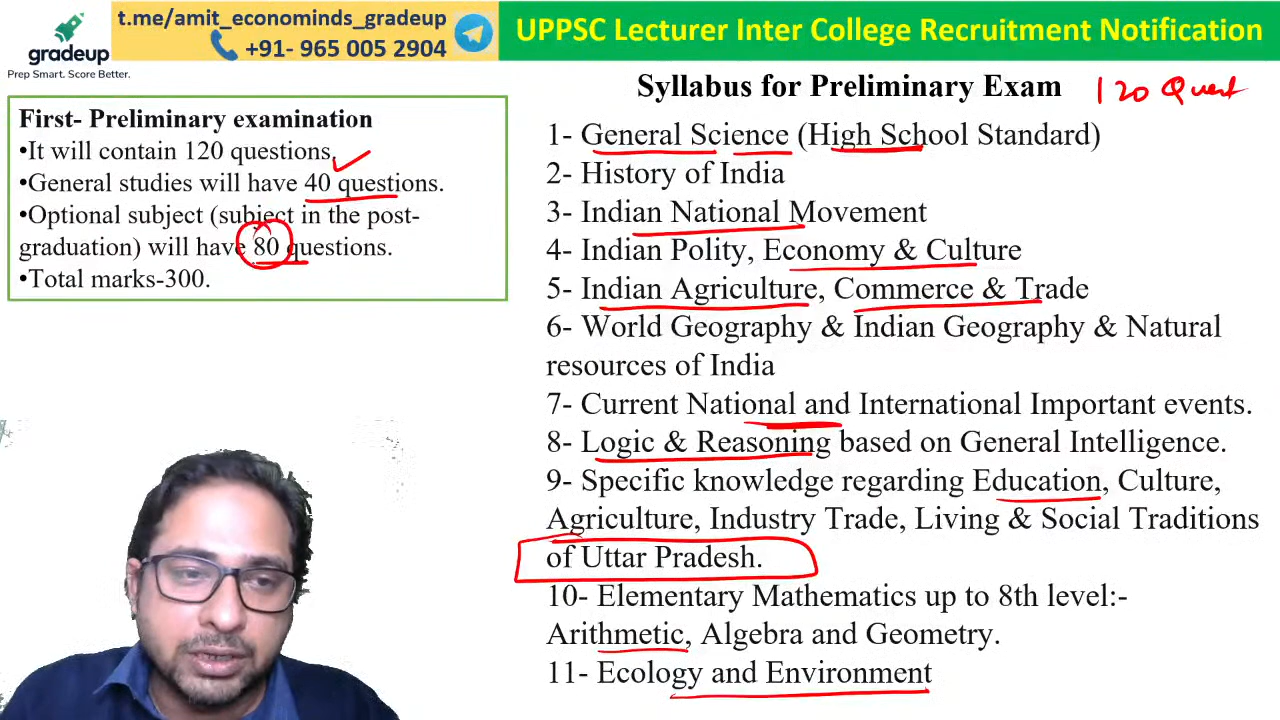 gradeup
Prep Smart. Score Better.
t.me/amit_econominds_gradeup
+91- 965 005 2904
UPPSC Lecturer Inter College Recruitment Notification
First- Preliminary examination
•It will contain 120 questions.
•General studies will have 40 questions.
•Optional subject (subject in the post-
graduation) will have 80 questions.
•Total marks-300.
Syllabus for Preliminary Exam 120 Quest
1- General Science (High School Standard)
2- History of India
3- Indian National Movement
4- Indian Polity, Economy & Culture
5- Indian Agriculture, Commerce & Trade
6- World Geography & Indian Geography & Natural
resources of India
7- Current National and International Important events.
8- Logic & Reasoning based on General Intelligence.
9- Specific knowledge regarding Education, Culture,
Agriculture, Industry Trade, Living & Social Traditions
of Uttar Pradesh.
10- Elementary Mathematics up to 8th level:-
Arithmetic, Algebra and Geometry.
11- Ecology and Environment